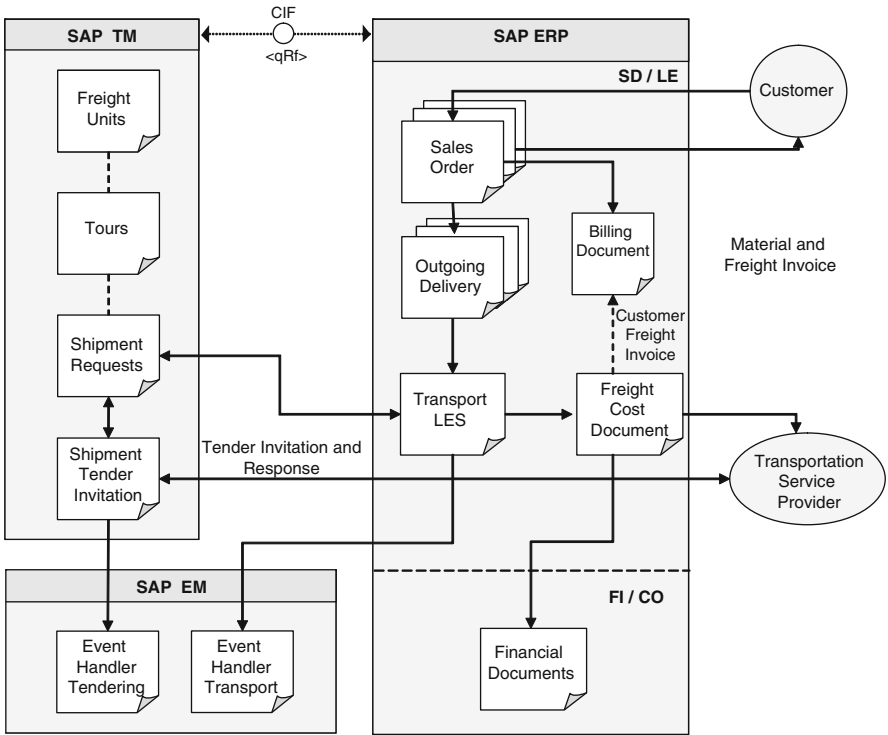 CIF
SAP TM
<qRf>
SAP ERP
SD / LE
Customer
Freight
Units
Sales
Order
Tours
Billing
Document
Outgoing
Delivery
Material and
Freight Invoice
Customer
Freight
Invoice
Shipment
Requests
Transport
LES
Freight
Cost
Document
Tender Invitation and
Response
Shipment
Tender
Invitation
Transportation
Service
Provider
SAP EM
FI / CO
Event
Handler
Tendering
Event
Handler
Transport
Financial
Documents